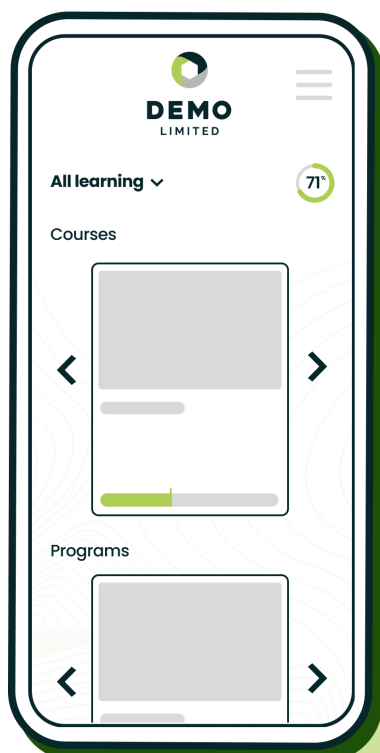 DEMO
LIMITED
All learning
71%
Courses
Programs